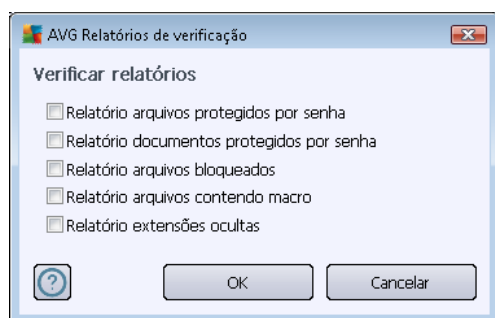 AVG Relatórios de verificação
Verificar relatórios
Relatório arquivos protegidos por senha
Relatório documentos protegidos por senha
Relatório arquivos bloqueados
Relatório arquivos contendo macro
Relatório extensões ocultas
?
OK
Cancelar